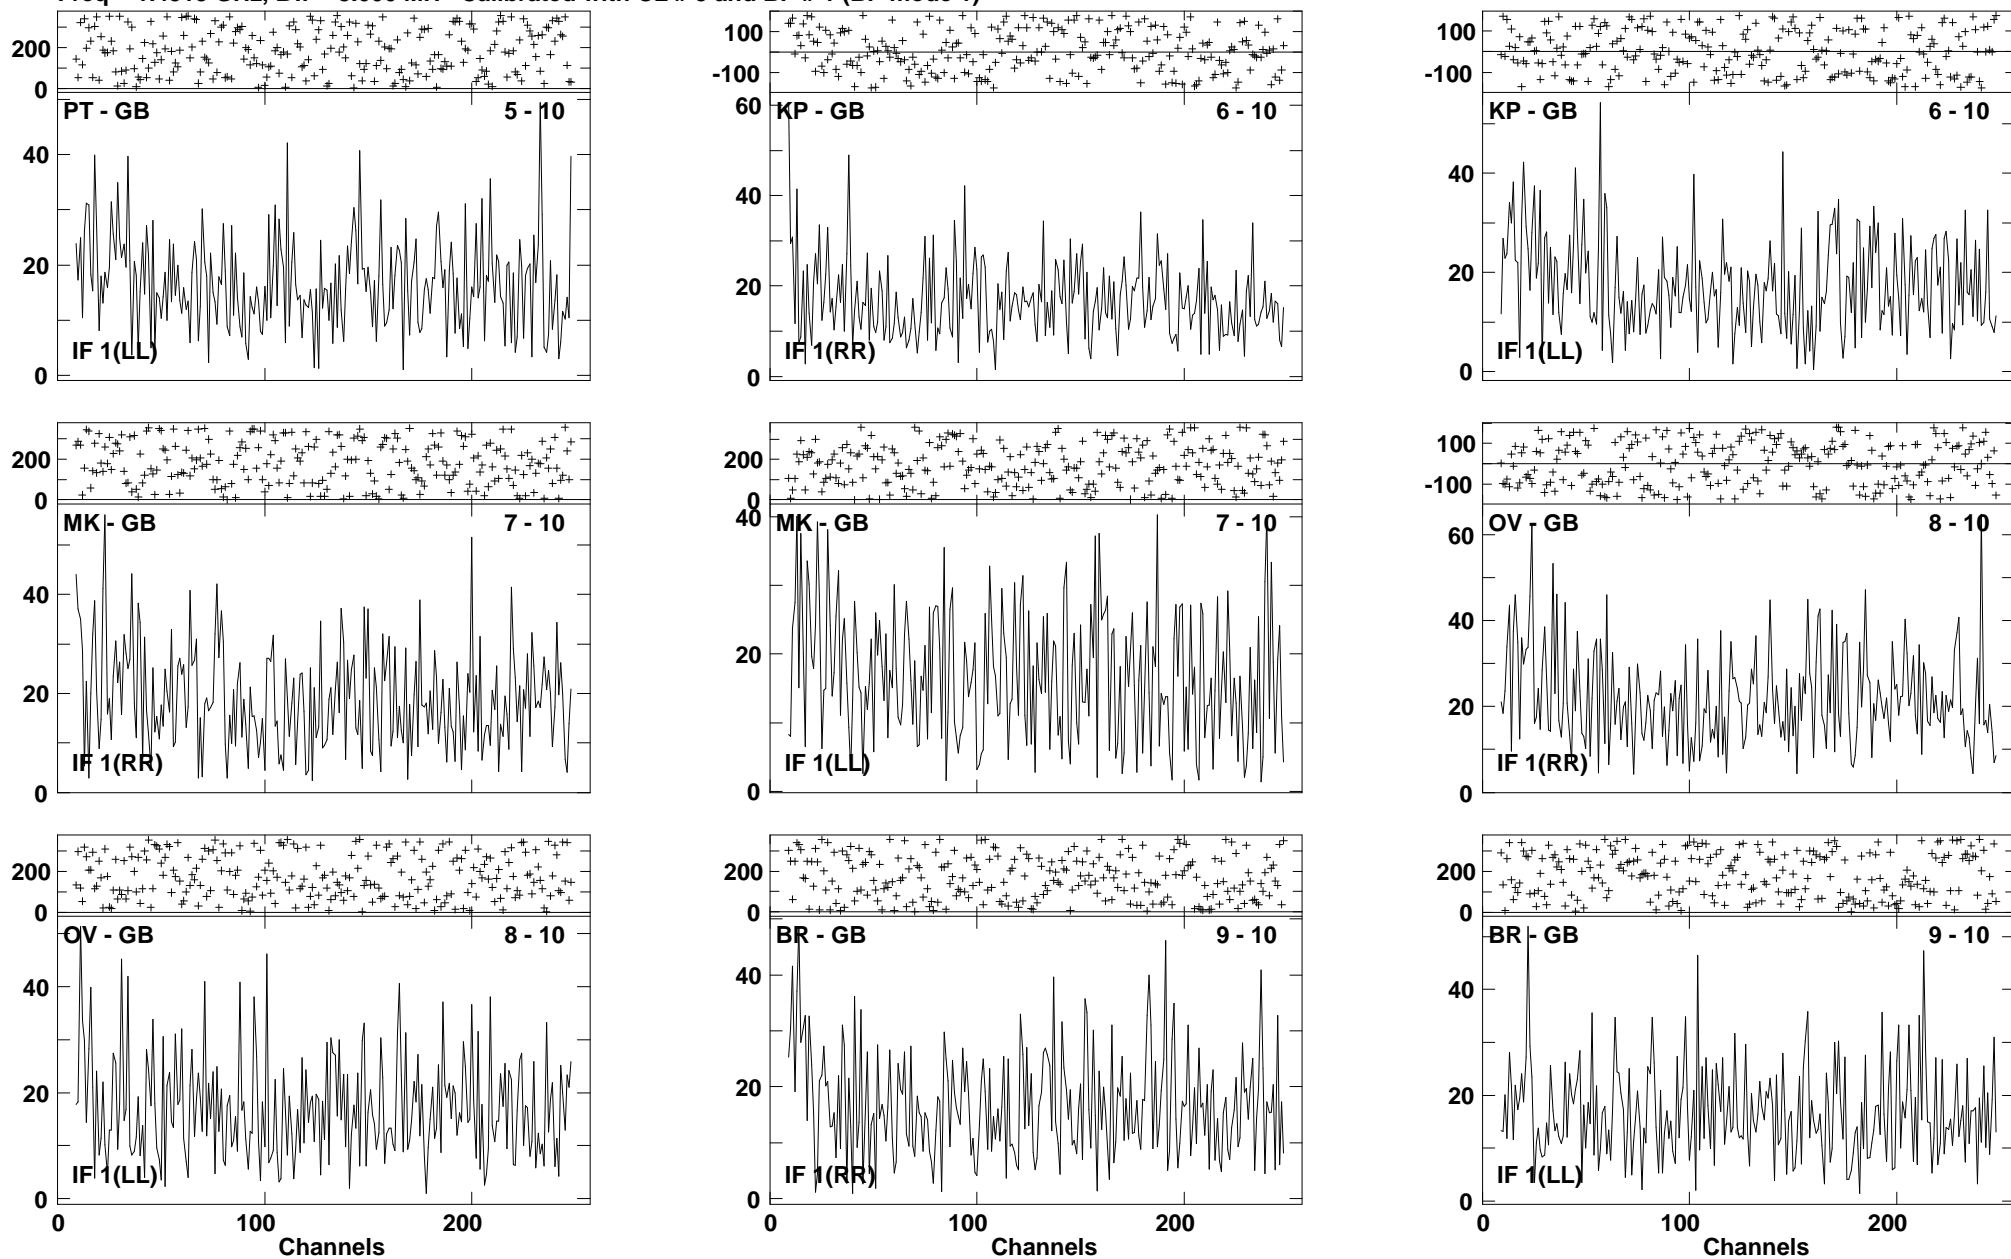 Calibrated with and (BP mode 1)
200 100 100
0 -100 -100
PT - GB 5 - 10 60 KP - GB 6 - 10 KP - GB 6 - 10
40 40 40
20 20 20
IF 1(LL) IF 1(RR) IF 1(LL)
0 0 0
200 200 100
0 0 -100
MK - GB 7 - 10 40 MK - GB 7 - 10 OV - GB 8 - 10
60
40 40
20 20 20
IF 1(RR) IF 1(LL) IF 1(RR)
0 0 0
200 200 200
0 0 0
OV - GB 8 - 10 BR - GB 9 - 10 BR - GB 9 - 10
40 40 40
20 20 20
IF 1(LL) IF 1(RR) IF 1(LL)
0 0 0
0 100 200 0 100 200 0 100 200
Channels Channels Channels